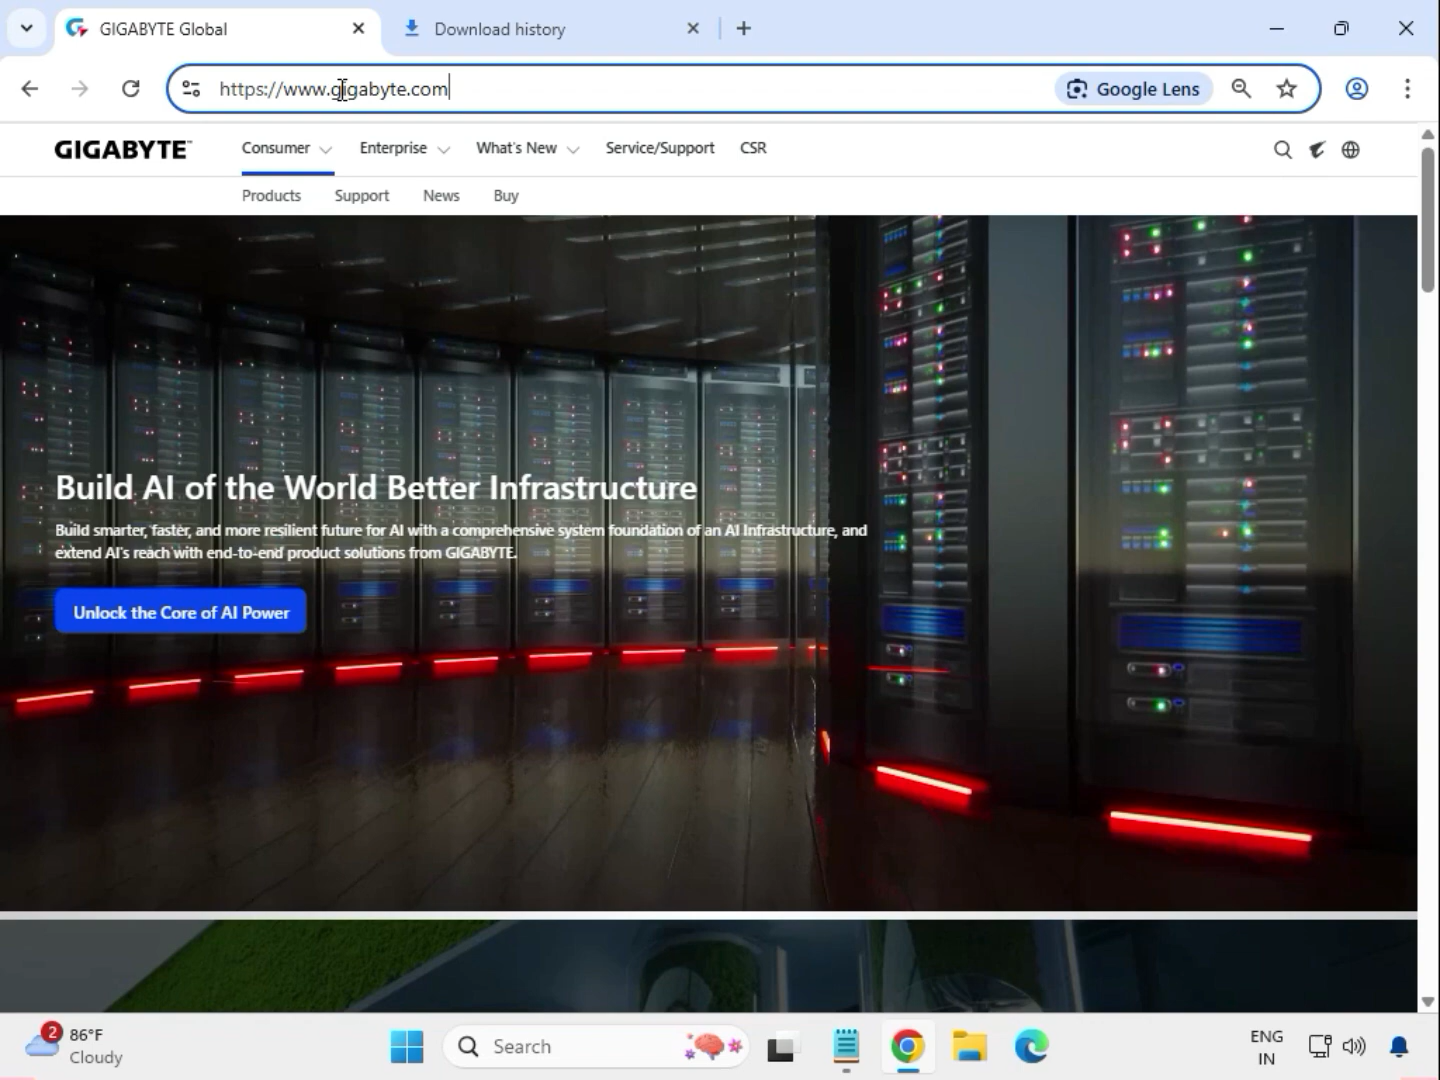 GIGABYTE Global
Download history
https://www.gigabyte.com
Google Lens
GIGABYTE™
Consumer
Enterprise
What's New
Service/Support
CSR
Products
Support
News
Buy
Build AI of the World Better Infrastructure
Build smarter, faster, and more resilient future for AI with a comprehensive system foundation of an AI Infrastructure, and
extend AI's reach with end-to-end product solutions from GIGABYTE.
Unlock the Core of AI Power
2
86°F
Cloudy
Search
ENG
IN